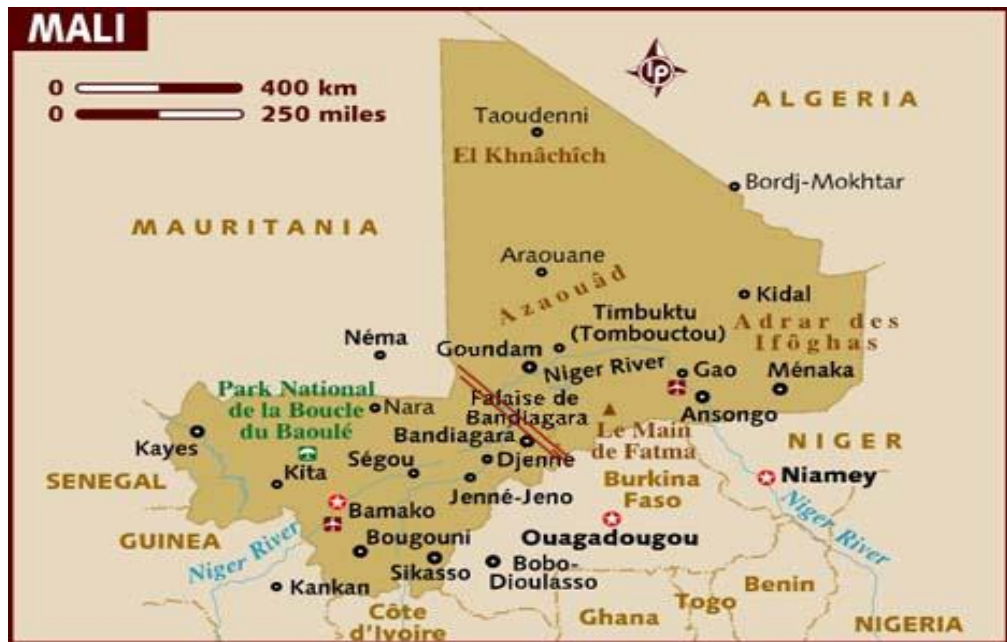 MALI
0 400 km
0 250 miles
lp
ALGERIA
Taoudenni
El Khnâchîch
Bordj-Mokhtar
MAURITANIA
Araouane
Azaouâd
Kidal
Timbuktu
(Tombouctou)
Adrar des
Ifôghas
Néma
Goundam
Niger River
Gao
Ménaka
Park National
de la Boucle
du Baoulé
Nara
Falaise de
Bandiagara
Ansongo
Le Main
de Fatma
Kayes
Bandiagara
NIGER
SENEGAL
Kita
Ségou
Djenné
Jenné-Jeno
Burkina
Faso
Niamey
Bamako
GUINEA
Niger River
Bougouni
Ouagadougou
Niger River
Sikasso
Bobo-
Dioulasso
Kankan
Côte
d'Ivoire
Ghana
Togo
Benin
NIGERIA